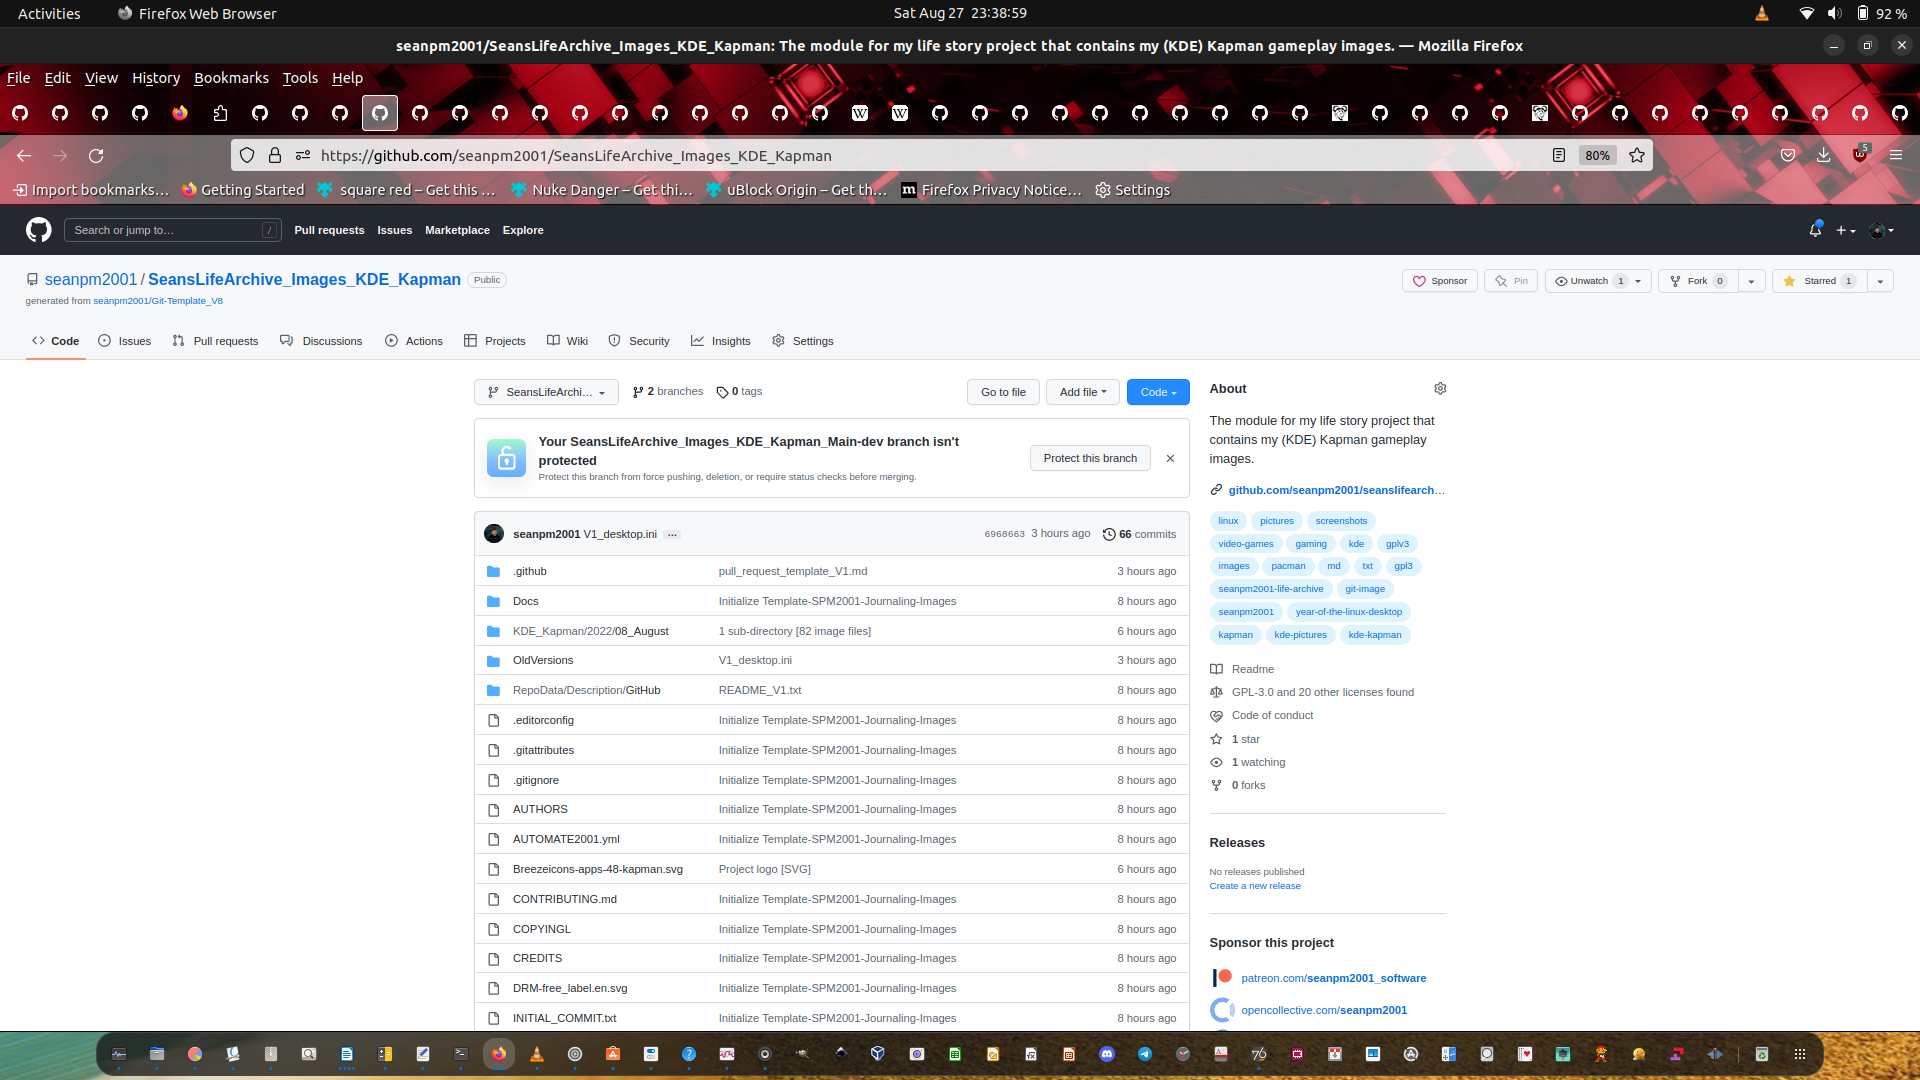 Activities Firefox Web Browser Sat Aug 27 23:38:59 92 %
seanpm2001/SeansLifeArchive_Images_KDE_Kapman: The module for my life story project that contains my (KDE) Kapman gameplay images. — Mozilla Firefox
File Edit View History Bookmarks Tools Help
https://github.com/seanpm2001/SeansLifeArchive_Images_KDE_Kapman 80% 5
Import bookmarks… Getting Started square red – Get this … Nuke Danger – Get thi… uBlock Origin – Get th… Firefox Privacy Notice… Settings
Search or jump to… / Pull requests Issues Marketplace Explore
seanpm2001 / SeansLifeArchive_Images_KDE_Kapman Public Sponsor Pin Unwatch 1 Fork 0 Starred 1
generated from seanpm2001/Git-Template_V8
Code Issues Pull requests Discussions Actions Projects Wiki Security Insights Settings
SeansLifeArchi… 2 branches 0 tags Go to file Add file Code
Your SeansLifeArchive_Images_KDE_Kapman_Main-dev branch isn't protected
Protect this branch from force pushing, deletion, or require status checks before merging.
Protect this branch
seanpm2001 V1_desktop.ini … 6968663 3 hours ago 66 commits
.github pull_request_template_V1.md 3 hours ago
Docs Initialize Template-SPM2001-Journaling-Images 8 hours ago
KDE_Kapman/2022/08_August 1 sub-directory [82 image files] 6 hours ago
OldVersions V1_desktop.ini 3 hours ago
RepoData/Description/GitHub README_V1.txt 8 hours ago
.editorconfig Initialize Template-SPM2001-Journaling-Images 8 hours ago
.gitattributes Initialize Template-SPM2001-Journaling-Images 8 hours ago
.gitignore Initialize Template-SPM2001-Journaling-Images 8 hours ago
AUTHORS Initialize Template-SPM2001-Journaling-Images 8 hours ago
AUTOMATE2001.yml Initialize Template-SPM2001-Journaling-Images 8 hours ago
Breezeicons-apps-48-kapman.svg Project logo [SVG] 6 hours ago
CONTRIBUTING.md Initialize Template-SPM2001-Journaling-Images 8 hours ago
COPYINGL Initialize Template-SPM2001-Journaling-Images 8 hours ago
CREDITS Initialize Template-SPM2001-Journaling-Images 8 hours ago
DRM-free_label.en.svg Initialize Template-SPM2001-Journaling-Images 8 hours ago
INITIAL_COMMIT.txt Initialize Template-SPM2001-Journaling-Images 8 hours ago
About
The module for my life story project that
contains my (KDE) Kapman gameplay
images.
github.com/seanpm2001/seanslifearch…
linux pictures screenshots
video-games gaming kde gplv3
images pacman md txt gpl3
seanpm2001-life-archive git-image
seanpm2001 year-of-the-linux-desktop
kapman kde-pictures kde-kapman
Readme
GPL-3.0 and 20 other licenses found
Code of conduct
1 star
1 watching
0 forks
Releases
No releases published
Create a new release
Sponsor this project
patreon.com/seanpm2001_software
opencollective.com/seanpm2001